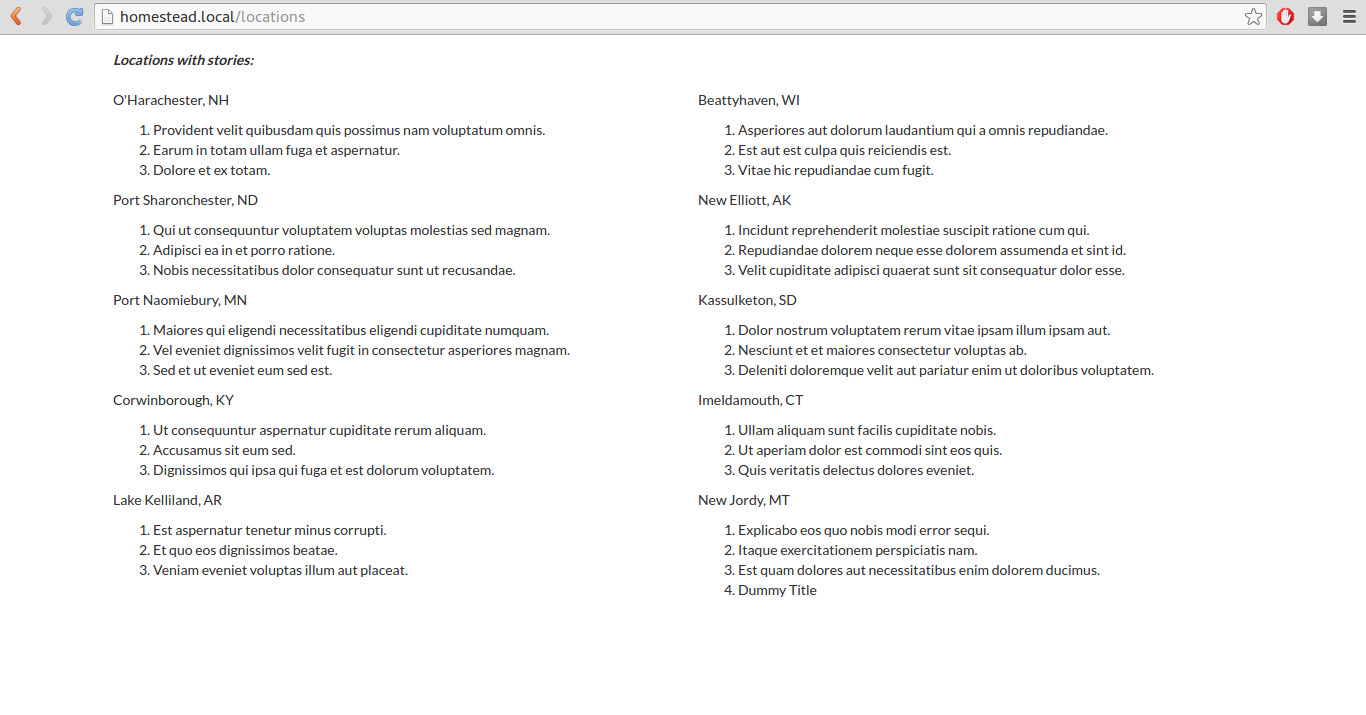 homestead.local/locations
Locations with stories:
O'Harachester, NH
1. Provident velit quibusdam quis possimus nam voluptatum omnis.
2. Earum in totam ullam fuga et aspernatur.
3. Dolore et ex totam.
Port Sharonchester, ND
1. Qui ut consequuntur voluptatem voluptas molestias sed magnam.
2. Adipisci ea in et porro ratione.
3. Nobis necessitatibus dolor consequatur sunt ut recusandae.
Port Naomiebury, MN
1. Maiores qui eligendi necessitatibus eligendi cupiditate numquam.
2. Vel eveniet dignissimos velit fugit in consectetur asperiores magnam.
3. Sed et ut eveniet eum sed est.
Corwinborough, KY
1. Ut consequuntur aspernatur cupiditate rerum aliquam.
2. Accusamus sit eum sed.
3. Dignissimos qui ipsa qui fuga et est dolorum voluptatem.
Lake Kelliland, AR
1. Est aspernatur tenetur minus corrupti.
2. Et quo eos dignissimos beatae.
3. Veniam eveniet voluptas illum aut placeat.
Beattyhaven, WI
1. Asperiores aut dolorum laudantium qui a omnis repudiandae.
2. Est aut est culpa quis reiciendis est.
3. Vitae hic repudiandae cum fugit.
New Elliott, AK
1. Incidunt reprehenderit molestiae suscipit ratione cum qui.
2. Repudiandae dolorem neque esse dolorem assumenda et sint id.
3. Velit cupiditate adipisci quaerat sunt sit consequatur dolor esse.
Kassulketon, SD
1. Dolor nostrum voluptatem rerum vitae ipsam illum ipsam aut.
2. Nesciunt et et maiores consectetur voluptas ab.
3. Deleniti doloremque velit aut pariatur enim ut doloribus voluptatem.
Imeldamouth, CT
1. Ullam aliquam sunt facilis cupiditate nobis.
2. Ut aperiam dolor est commodi sint eos quis.
3. Quis veritatis delectus dolores eveniet.
New Jordy, MT
1. Explicabo eos quo nobis modi error sequi.
2. Itaque exercitationem perspiciatis nam.
3. Est quam dolores aut necessitatibus enim dolorem ducimus.
4. Dummy Title